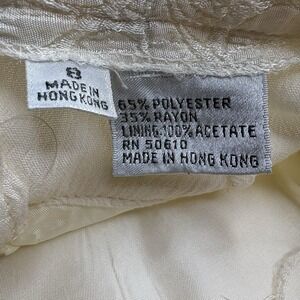 8
MADE IN
HONG KONG
65% POLYESTER
35% RAYON
LINING.100% ACETATE
RN 50610
MADE IN HONG KONG